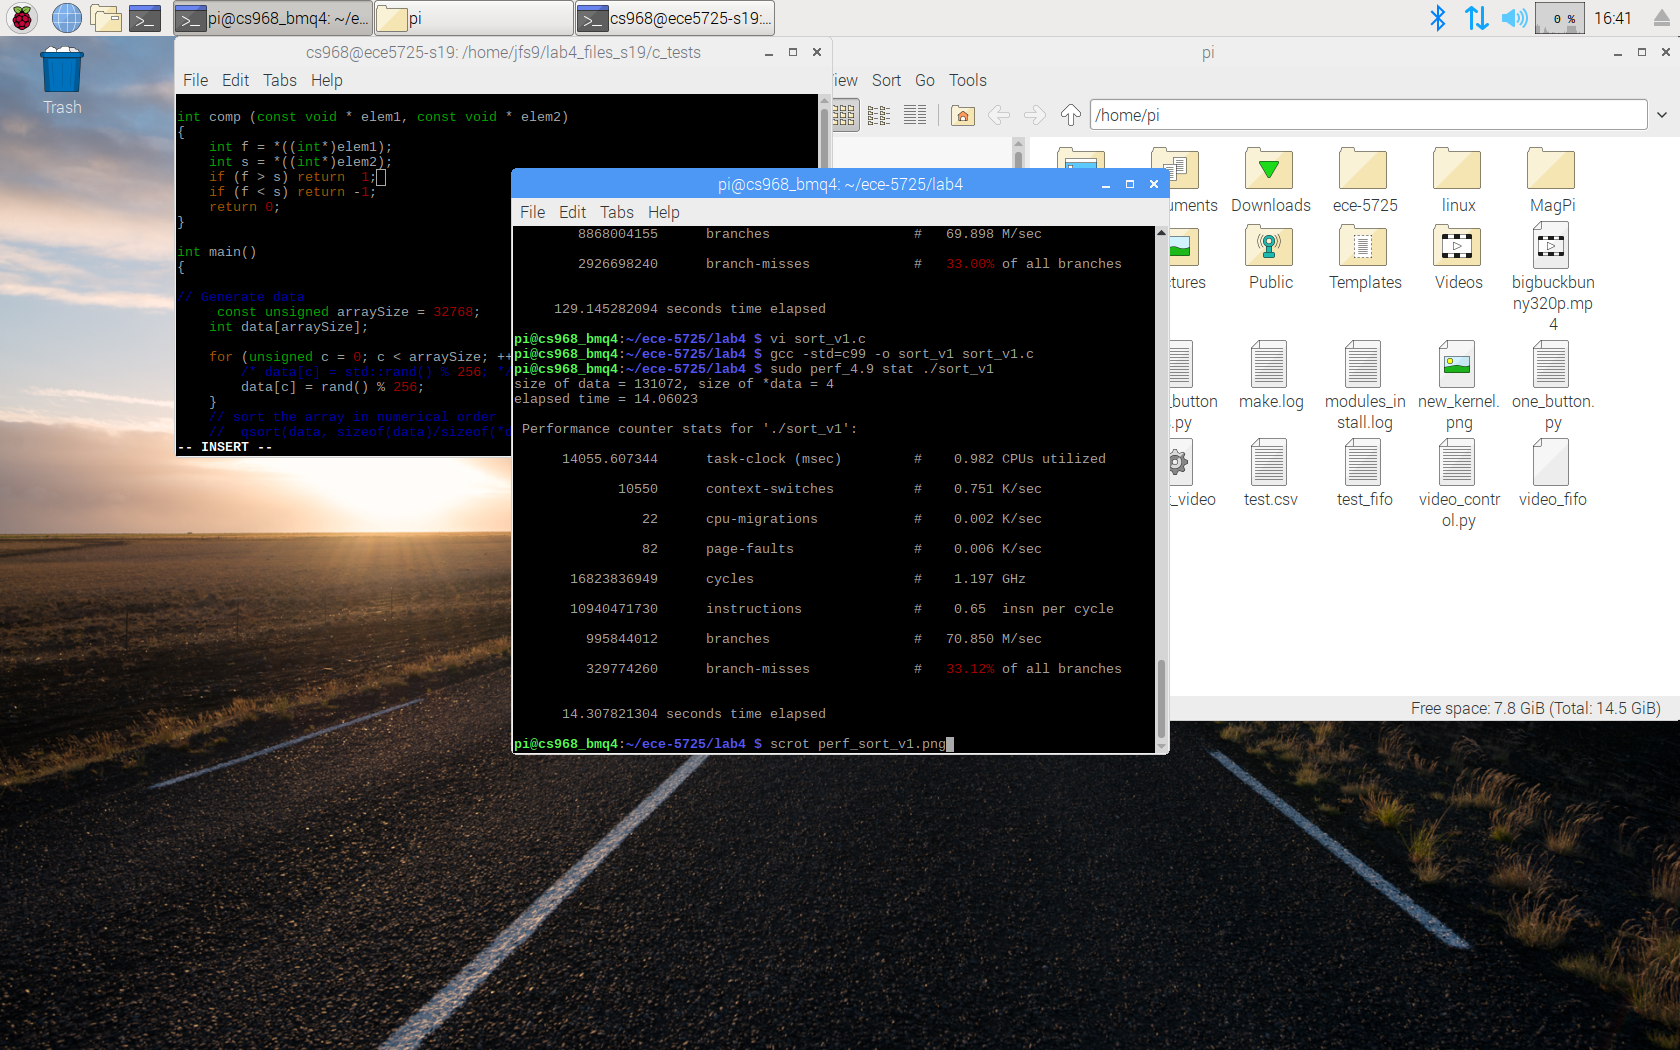 pi@cs968_bmq4: ~/e...
pi
cs968@ece5725-s19:...
0 %
16:41
Trash
cs968@ece5725-s19: /home/jfs9/lab4_files_s19/c_tests
File Edit Tabs Help
int comp (const void * elem1, const void * elem2)
{
int f = *((int*)elem1);
int s = *((int*)elem2);
if (f > s) return  1;
if (f < s) return -1;
return 0;
}
int main()
{
// Generate data
const unsigned arraySize = 32768;
int data[arraySize];
for (unsigned c = 0; c < arraySize; ++
/* data[c] = std::rand() % 256; */
data[c] = rand() % 256;
}
// sort the array in numerical order
//  qsort(data, sizeof(data)/sizeof(*d
-- INSERT --
pi
iew Sort Go Tools
/home/pi
uments
Downloads
ece-5725
linux
MagPi
tures
Public
Templates
Videos
bigbuckbun
ny320p.mp
4
_button
s.py
make.log
modules_in
stall.log
new_kernel.
png
one_button.
py
t_video
test.csv
test_fifo
video_contr
ol.py
video_fifo
Free space: 7.8 GiB (Total: 14.5 GiB)
pi@cs968_bmq4: ~/ece-5725/lab4
File Edit Tabs Help
8868004155 branches # 69.898 M/sec
2926698240 branch-misses # 33.00% of all branches
129.145282094 seconds time elapsed
pi@cs968_bmq4:~/ece-5725/lab4 $ vi sort_v1.c
pi@cs968_bmq4:~/ece-5725/lab4 $ gcc -std=c99 -o sort_v1 sort_v1.c
pi@cs968_bmq4:~/ece-5725/lab4 $ sudo perf_4.9 stat ./sort_v1
size of data = 131072, size of *data = 4
elapsed time = 14.06023
Performance counter stats for './sort_v1':
14055.607344 task-clock (msec) # 0.982 CPUs utilized
10550 context-switches # 0.751 K/sec
22 cpu-migrations # 0.002 K/sec
82 page-faults # 0.006 K/sec
16823836949 cycles # 1.197 GHz
10940471730 instructions # 0.65 insn per cycle
995844012 branches # 70.850 M/sec
329774260 branch-misses # 33.12% of all branches
14.307821304 seconds time elapsed
pi@cs968_bmq4:~/ece-5725/lab4 $ scrot perf_sort_v1.png